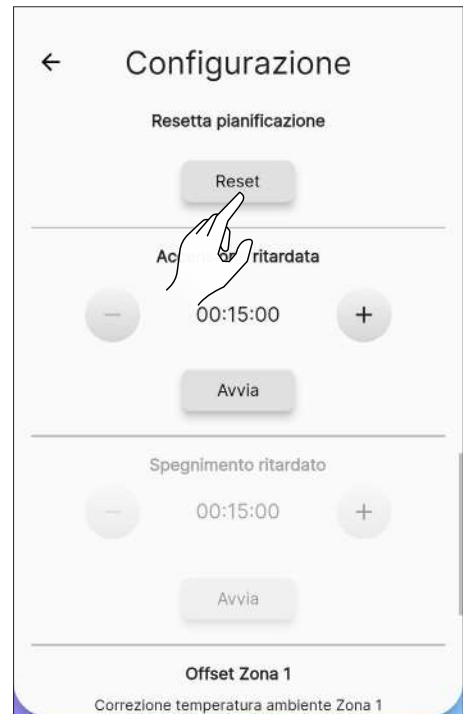 Configurazione
Resetta pianificazione
Reset
Accensione ritardata
− 00:15:00 +
Avvia
Spegnimento ritardato
− 00:15:00 +
Avvia
Offset Zona 1
Correzione temperatura ambiente Zona 1